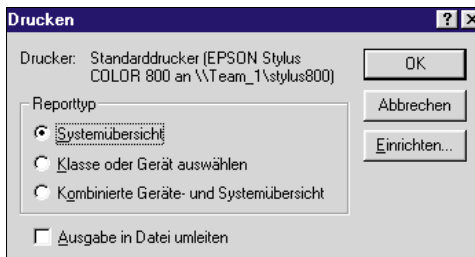 Drucken
Drucker: Standarddrucker (EPSON Stylus
COLOR 800 an \\Team_1\stylus800)
OK
Abbrechen
Einrichten...
Reporttyp
Systemübersicht
Klasse oder Gerät auswählen
Kombinierte Geräte- und Systemübersicht
Ausgabe in Datei umleiten